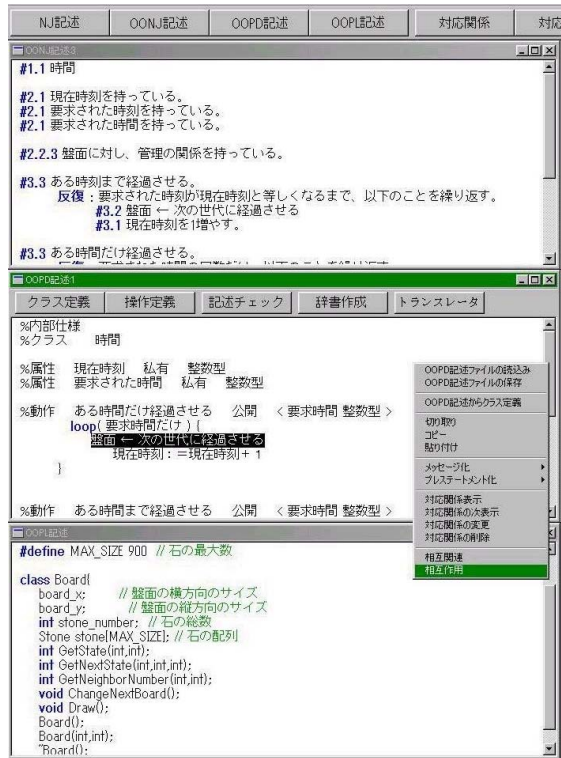 NJ記述 OONJ記述 OOPD記述 OOPL記述 対応関係 対応
OONJ記述3
#1.1 時間
#2.1 現在時刻を持っている。
#2.1 要求された時刻を持っている。
#2.1 要求された時間を持っている。
#2.2.3 盤面に対し、管理の関係を持っている。
#3.3 ある時刻まで経過させる。
反復：要求された時刻が現在時刻と等しくなるまで、以下のことを繰り返す。
#3.2 盤面 ← 次の世代に経過させる
#3.1 現在時刻を1増やす。
#3.3 ある時間だけ経過させる。
OOPD記述1
クラス定義 操作定義 記述チェック 辞書作成 トランスレータ
%内部仕様
%クラス 時間
%属性 現在時刻 私有 整数型
%属性 要求された時間 私有 整数型
%動作 ある時間だけ経過させる 公開 ＜要求時間 整数型＞
loop( 要求時間だけ ) {
盤面 ← 次の世代に経過させる
現在時刻：=現在時刻+ 1
}
%動作 ある時間まで経過させる 公開 ＜要求時間 整数型＞
OOPD記述ファイルの読込み
OOPD記述ファイルの保存
OOPD記述からクラス定義
切り取り
コピー
貼り付け
メッセージ化
プレステートメント化
対応関係表示
対応関係の次表示
対応関係の変更
対応関係の削除
相互関連
相互作用
OOPL記述
#define MAX_SIZE 900 // 石の最大数
class Board{
board_x; // 盤面の横方向のサイズ
board_y; // 盤面の縦方向のサイズ
int stone_number; // 石の総数
Stone stone[MAX_SIZE]; // 石の配列
int GetState(int,int);
int GetNextState(int,int,int);
int GetNeighborNumber(int,int);
void ChangeNextBoard();
void Draw();
Board();
Board(int,int);
~Board();